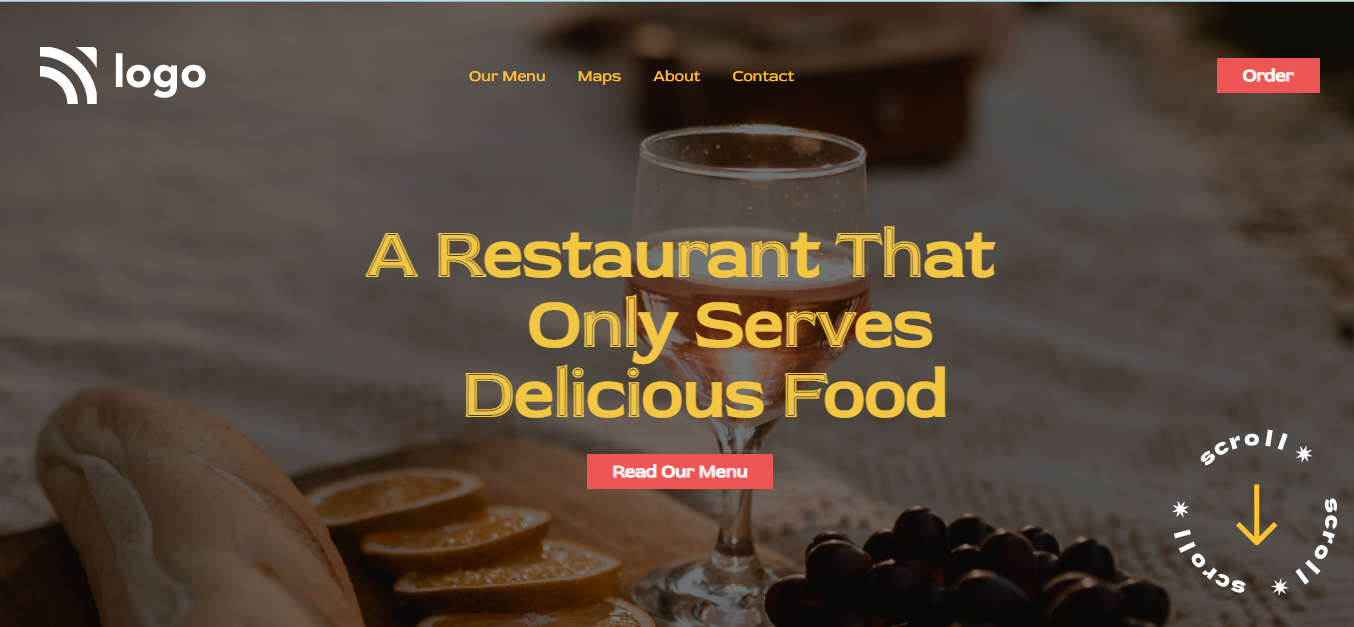 logo
Our Menu Maps About Contact
Order
A Restaurant That
Only Serves
Delicious Food
Read Our Menu
scroll scroll scroll